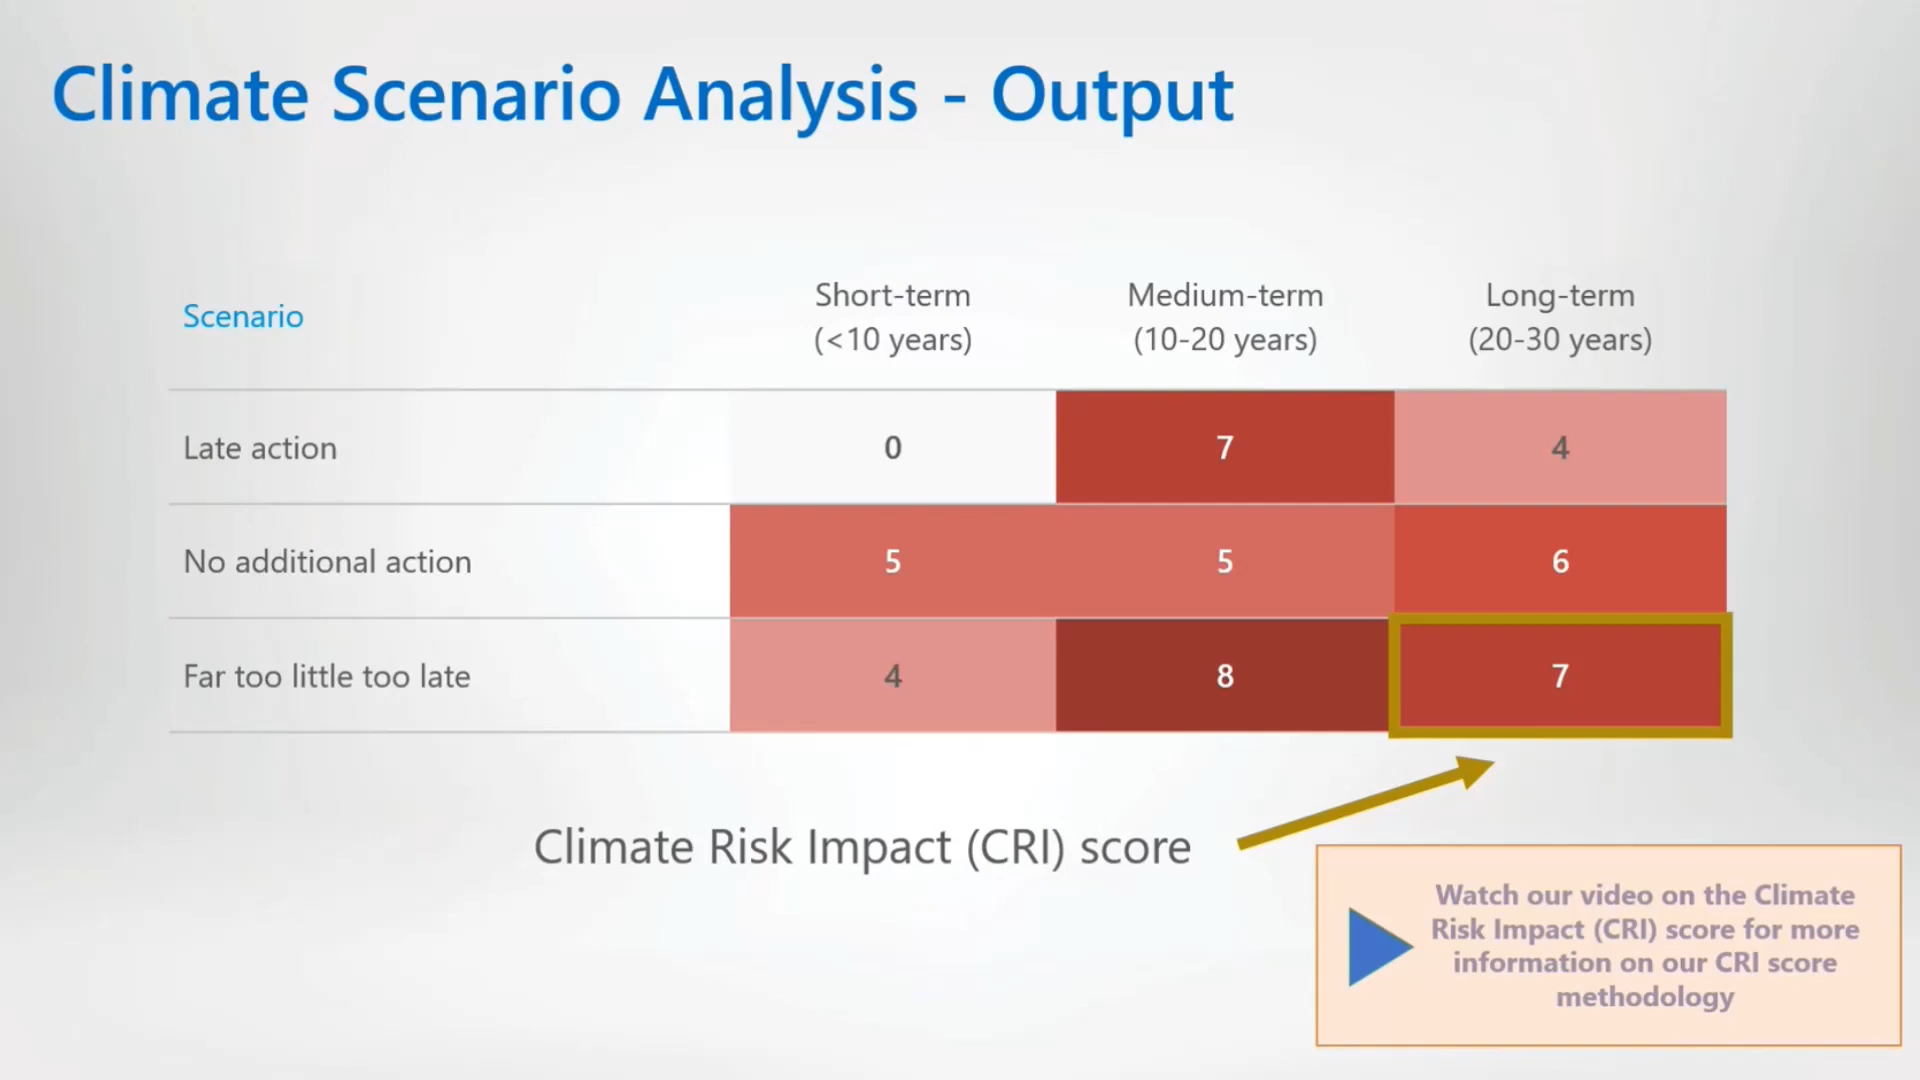 Climate Scenario Analysis - Output
Scenario
Short-term
(<10 years)
Medium-term
(10-20 years)
Long-term
(20-30 years)
Late action
0
7
4
No additional action
5
5
6
Far too little too late
4
8
7
Climate Risk Impact (CRI) score
Watch our video on the Climate
Risk Impact (CRI) score for more
information on our CRI score
methodology